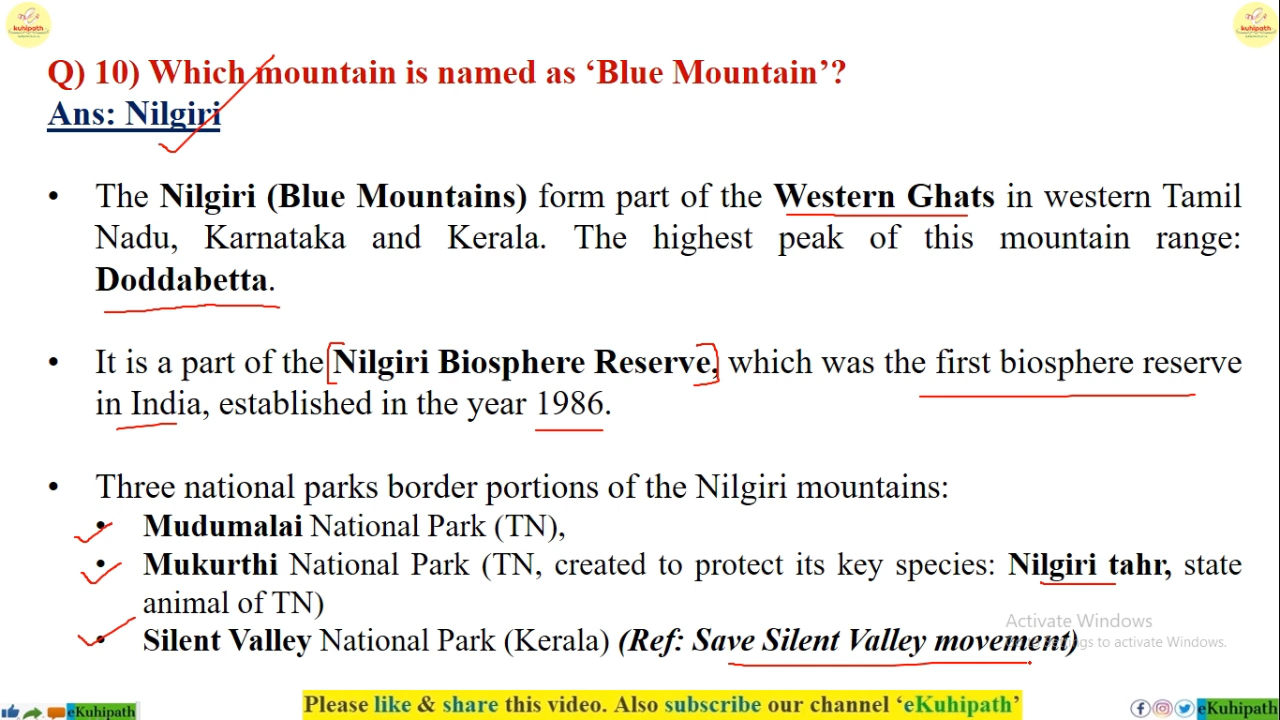 kuhipath
kuhipath
Q) 10) Which mountain is named as ‘Blue Mountain’?
Ans: Nilgiri
• The Nilgiri (Blue Mountains) form part of the Western Ghats in western Tamil
Nadu, Karnataka and Kerala. The highest peak of this mountain range:
Doddabetta.
• It is a part of the Nilgiri Biosphere Reserve, which was the first biosphere reserve
in India, established in the year 1986.
• Three national parks border portions of the Nilgiri mountains:
• Mudumalai National Park (TN),
• Mukurthi National Park (TN, created to protect its key species: Nilgiri tahr, state
animal of TN)
• Silent Valley National Park (Kerala) (Ref: Save Silent Valley movement)
Activate Windows
to activate Windows.
eKuhipath
Please like & share this video. Also subscribe our channel ‘eKuhipath’
eKuhipath